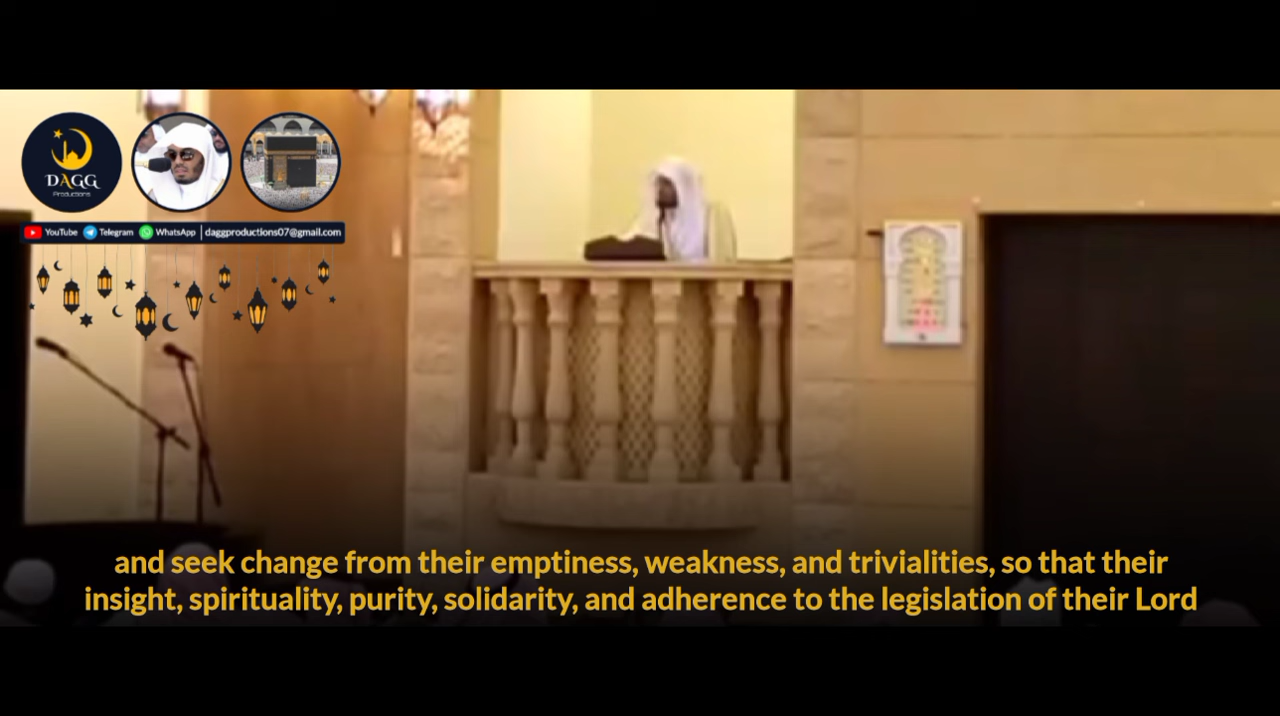 DAGG
Productions
YouTube Telegram WhatsApp | daggproductions07@gmail.com
and seek change from their emptiness, weakness, and trivialities, so that their
insight, spirituality, purity, solidarity, and adherence to the legislation of their Lord